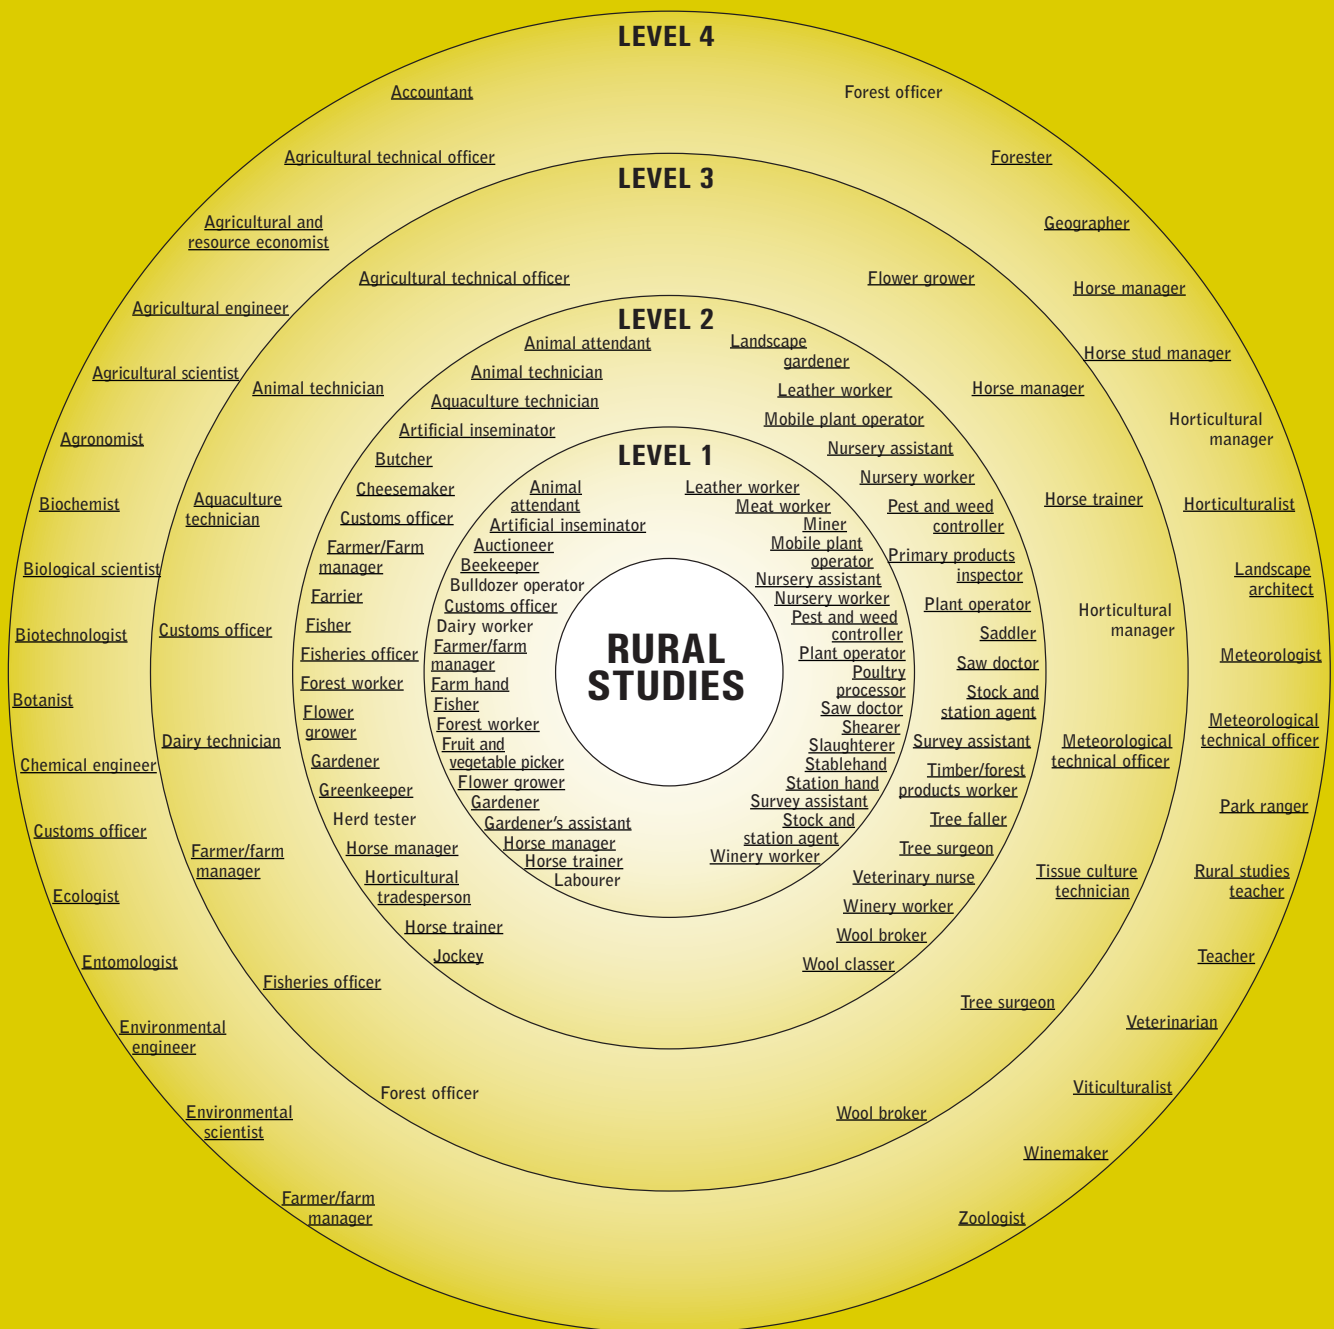 LEVEL 4
Accountant
Agricultural technical officer
Agricultural and
resource economist
Agricultural engineer
Agricultural scientist
Agronomist
Biochemist
Biological scientist
Biotechnologist
Botanist
Chemical engineer
Customs officer
Ecologist
Entomologist
Environmental
engineer
Environmental
scientist
Farmer/farm
manager
Forest officer
Forester
Geographer
Horse manager
Horse stud manager
Horticultural
manager
Horticulturalist
Landscape
architect
Meteorologist
Meteorological
technical officer
Park ranger
Rural studies
teacher
Teacher
Veterinarian
Viticulturalist
Winemaker
Zoologist
LEVEL 3
Agricultural technical officer
Animal technician
Aquaculture
technician
Customs officer
Dairy technician
Farmer/farm
manager
Fisheries officer
Forest officer
Flower grower
Horse manager
Horse trainer
Horticultural
manager
Meteorological
technical officer
Tissue culture
technician
Tree surgeon
Wool broker
LEVEL 2
Animal attendant
Animal technician
Aquaculture technician
Artificial inseminator
Butcher
Cheesemaker
Customs officer
Farmer/Farm
manager
Farrier
Fisher
Fisheries officer
Forest worker
Flower
grower
Gardener
Greenkeeper
Herd tester
Horse manager
Horticultural
tradesperson
Horse trainer
Jockey
Landscape
gardener
Leather worker
Mobile plant operator
Nursery assistant
Nursery worker
Pest and weed
controller
Primary products
inspector
Plant operator
Saddler
Saw doctor
Stock and
station agent
Survey assistant
Timber/forest
products worker
Tree faller
Tree surgeon
Veterinary nurse
Winery worker
Wool broker
Wool classer
LEVEL 1
Animal
attendant
Artificial inseminator
Auctioneer
Beekeeper
Bulldozer operator
Customs officer
Dairy worker
Farmer/farm
manager
Farm hand
Fisher
Forest worker
Fruit and
vegetable picker
Flower grower
Gardener
Gardener's assistant
Horse manager
Horse trainer
Labourer
Leather worker
Meat worker
Miner
Mobile plant
operator
Nursery assistant
Nursery worker
Pest and weed
controller
Plant operator
Poultry
processor
Saw doctor
Shearer
Slaughterer
Stablehand
Station hand
Survey assistant
Stock and
station agent
Winery worker
RURAL
STUDIES